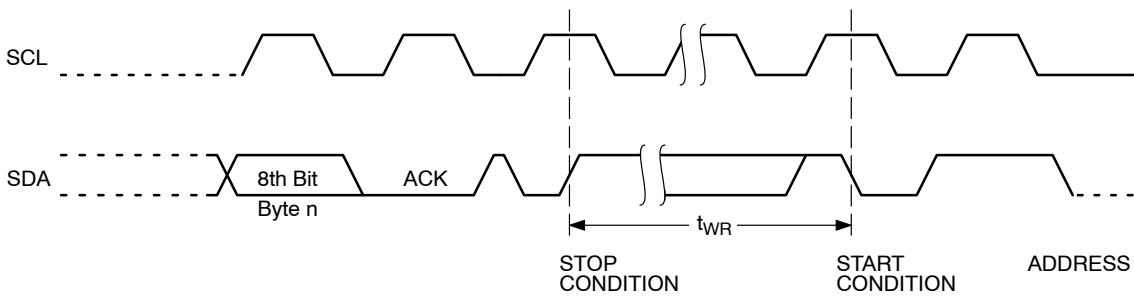 SCL
SDA
8th Bit
Byte n
ACK
tWR
STOP
CONDITION
START
CONDITION
ADDRESS